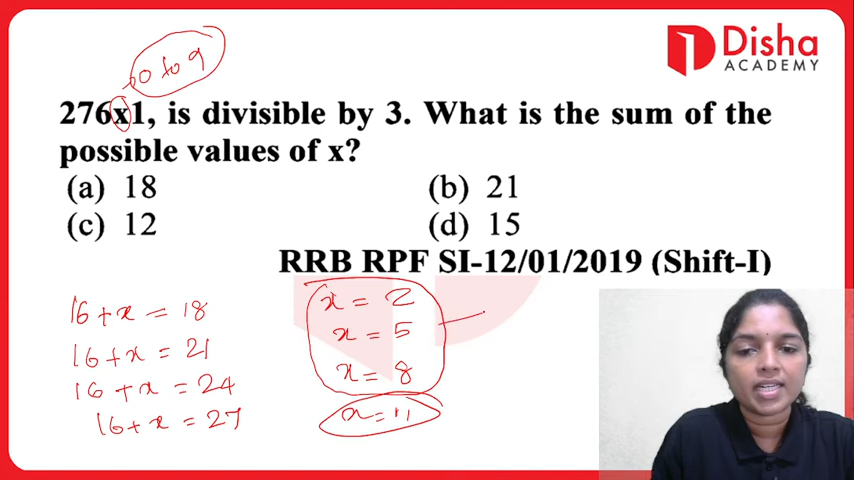 Disha
ACADEMY
0 to 9
276x1, is divisible by 3. What is the sum of the
possible values of x?
(a) 18
(b) 21
(c) 12
(d) 15
RRB RPF SI-12/01/2019 (Shift-I)
16+x = 18
16+x = 21
16+x = 24
16+x = 27
x = 2
x = 5
x = 8
x = 11